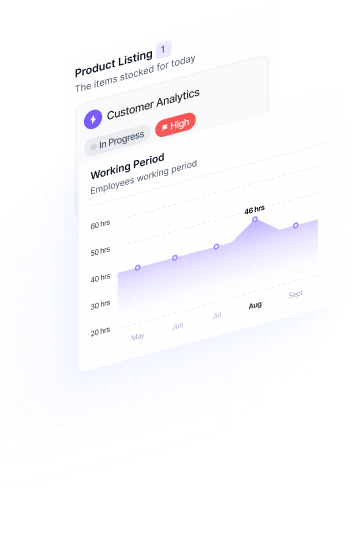 Product Listing 1
The items stocked for today
Customer Analytics
In Progress High
Working Period
Employees working period
46 hrs
60 hrs
50 hrs
40 hrs
30 hrs
20 hrs
May Jun Jul Aug Sept